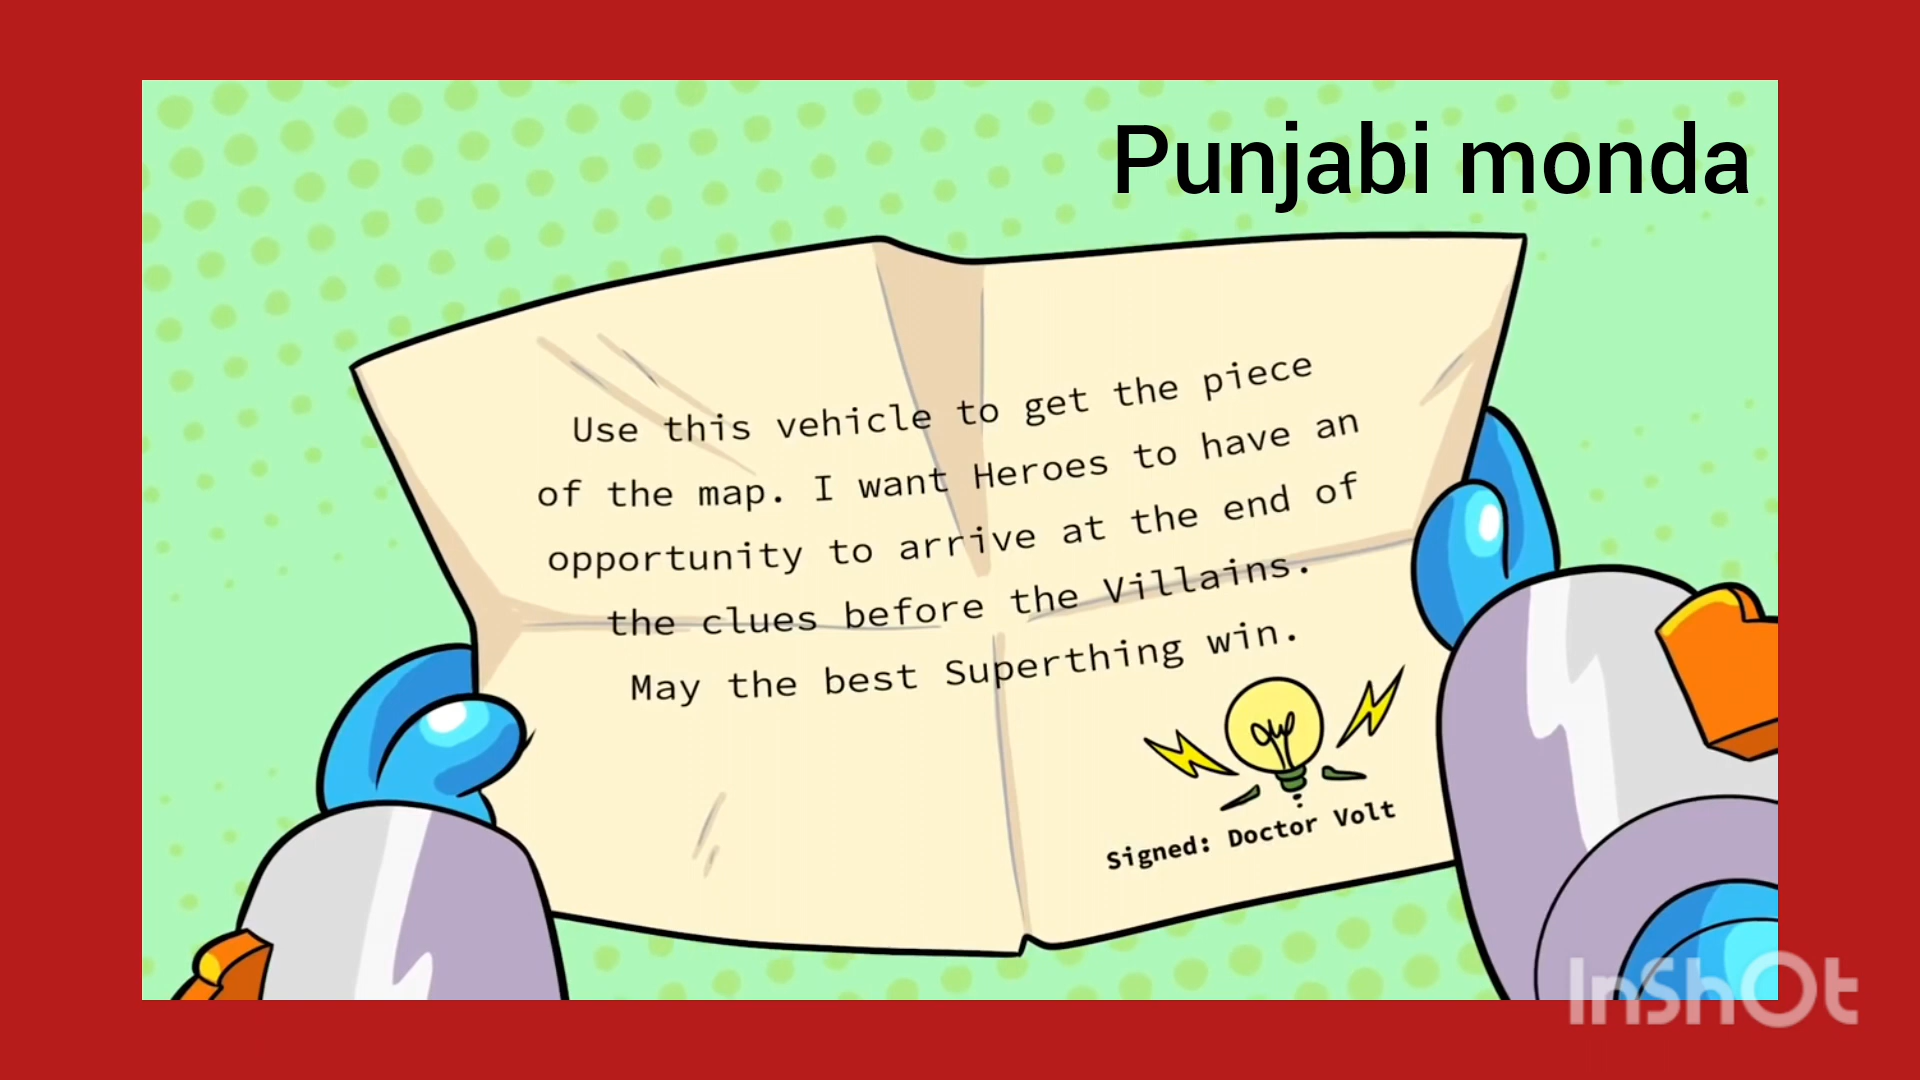 Punjabi monda
Use this vehicle to get the piece
of the map. I want Heroes to have an
opportunity to arrive at the end of
the clues before the Villains.
May the best Superthing win.
Signed: Doctor Volt
InShOt